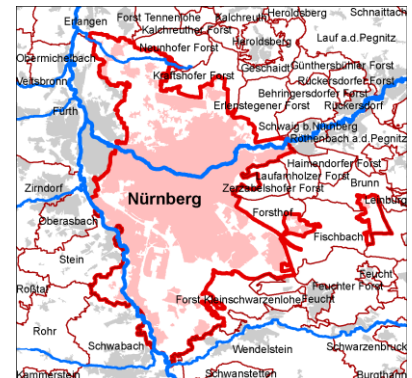 Erlangen
Forst Tennenlohe
Kalchreuth
Heroldsberg
Schnaittach
Kalchreuther Forst
Neunhofer Forst
Heroldsberg
Lauf a.d.Pegnitz
Obermichelbach
Geschaidt
Günthersbühler Forst
Veitsbronn
Kraftshofer Forst
Rückersdorfer Forst
Behringersdorfer Forst
Fürth
Erlenstegener Forst
Rückersdorf
Schwaig b.Nürnberg
Röthenbach a.d.Pegnitz
Haimendorfer Forst
Laufamholzer Forst
Zirndorf
Zerzabelshofer Forst
Brunn
Nürnberg
Leinburg
Forsthof
Oberasbach
Fischbach
Stein
Feucht
Roßtal
Feuchter Forst
Forst Kleinschwarzenlohe
Feucht
Rohr
Schwabach
Wendelstein
Schwarzenbruck
Kammerstein
Schwanstetten
Burgthann